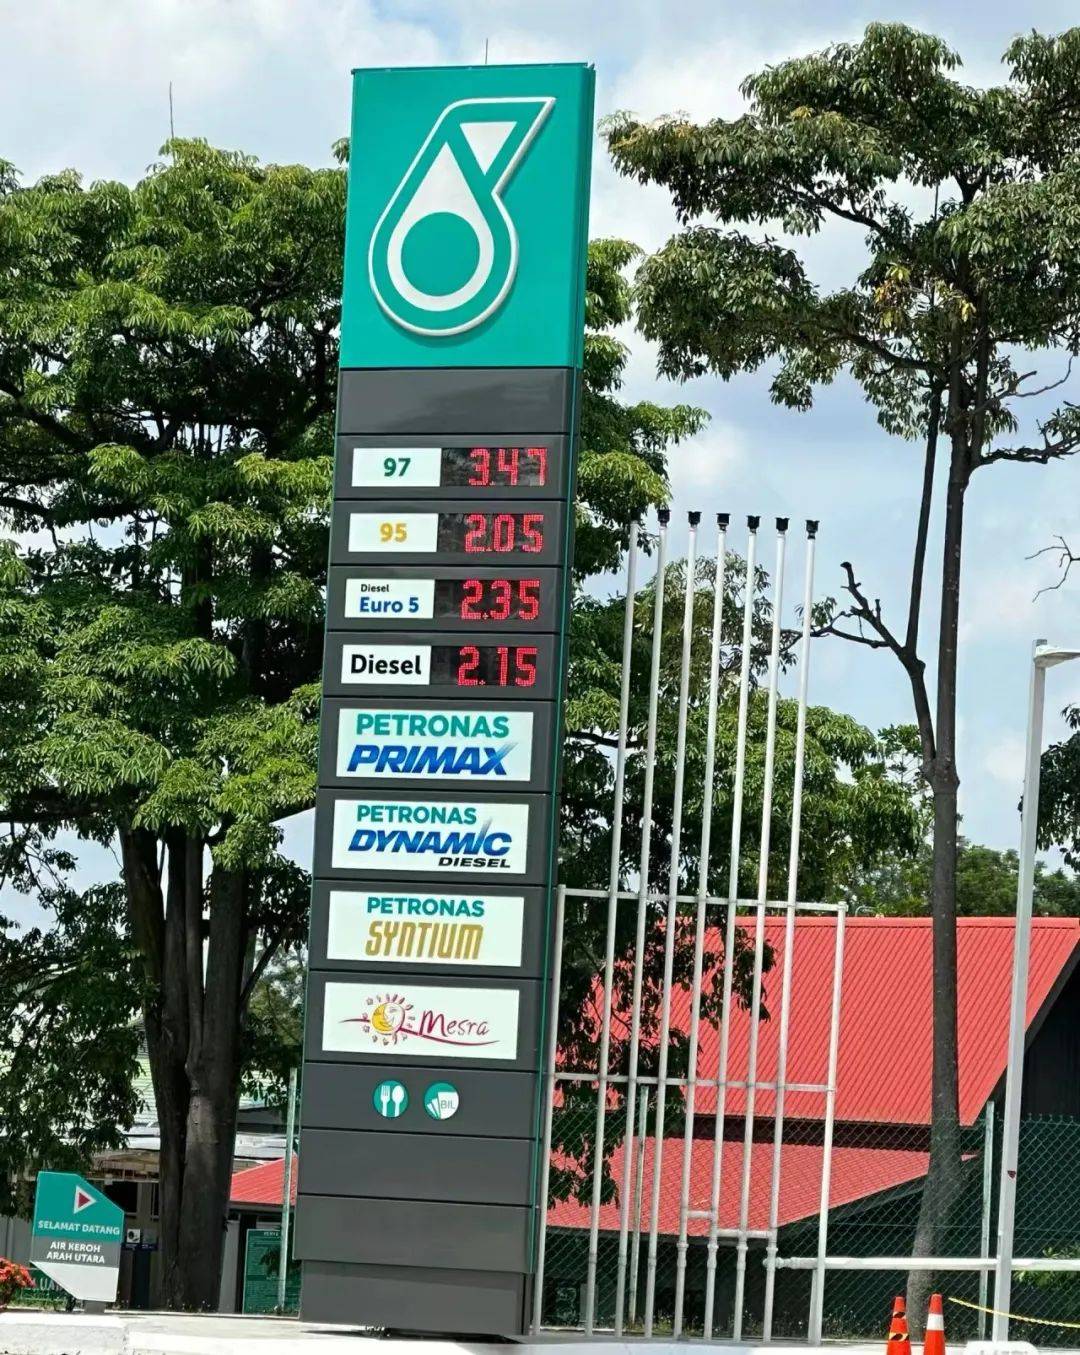 97 3.47
95 2.05
Diesel
Euro 5 2.35
Diesel 2.15
PETRONAS
PRIMAX
PETRONAS
DYNAMIC
DIESEL
PETRONAS
SYNTIUM
Mesra
BIL
SELAMAT DATANG
AIR KEROH
ARAH UTARA